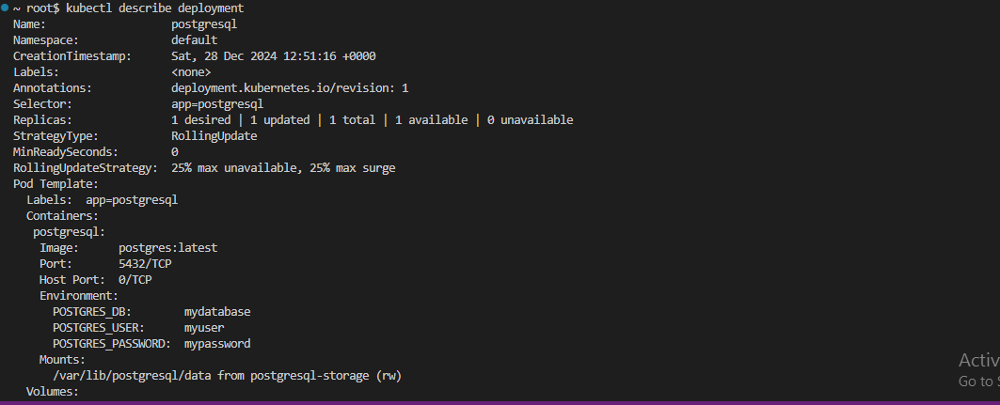 ~ root$ kubectl describe deployment
Name:                   postgresql
Namespace:              default
CreationTimestamp:      Sat, 28 Dec 2024 12:51:16 +0000
Labels:                 <none>
Annotations:            deployment.kubernetes.io/revision: 1
Selector:               app=postgresql
Replicas:               1 desired | 1 updated | 1 total | 1 available | 0 unavailable
StrategyType:           RollingUpdate
MinReadySeconds:        0
RollingUpdateStrategy:  25% max unavailable, 25% max surge
Pod Template:
  Labels:  app=postgresql
  Containers:
   postgresql:
    Image:      postgres:latest
    Port:       5432/TCP
    Host Port:  0/TCP
    Environment:
      POSTGRES_DB:        mydatabase
      POSTGRES_USER:      myuser
      POSTGRES_PASSWORD:  mypassword
    Mounts:
      /var/lib/postgresql/data from postgresql-storage (rw)
  Volumes:
Activ
Go to S